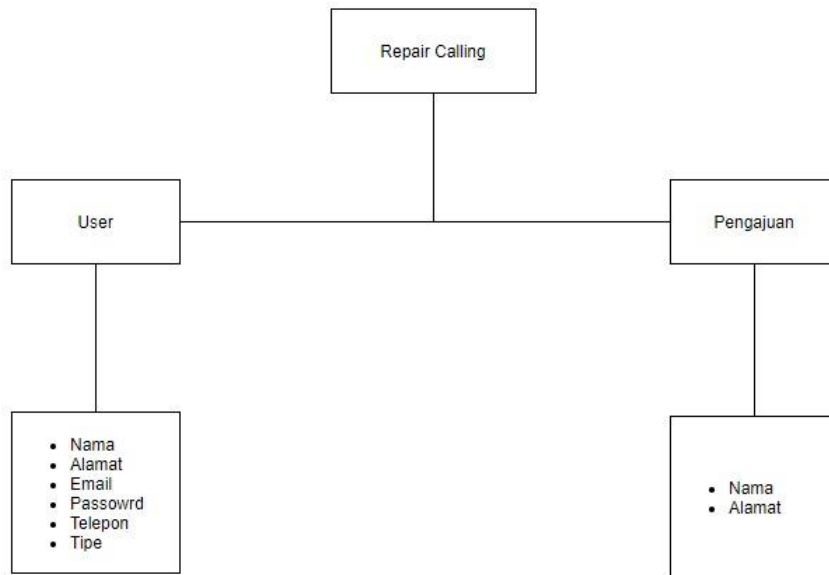 Repair Calling
User
Pengajuan
• Nama
• Alamat
• Email
• Passowrd
• Telepon
• Tipe
• Nama
• Alamat